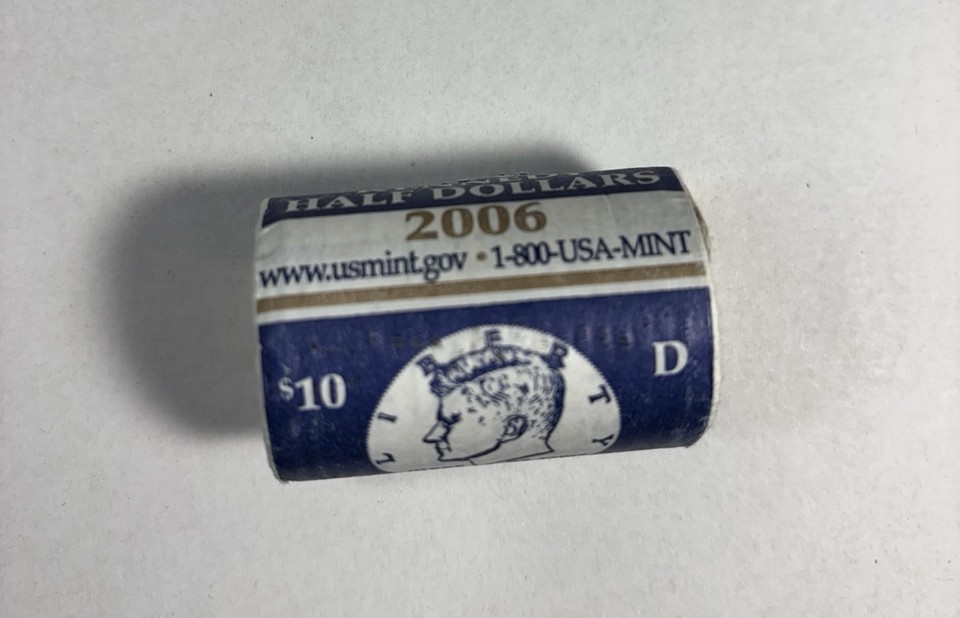 HALF DOLLARS
2006
www.usmint.gov • 1-800-USA-MINT
$10
D
LIBERTY